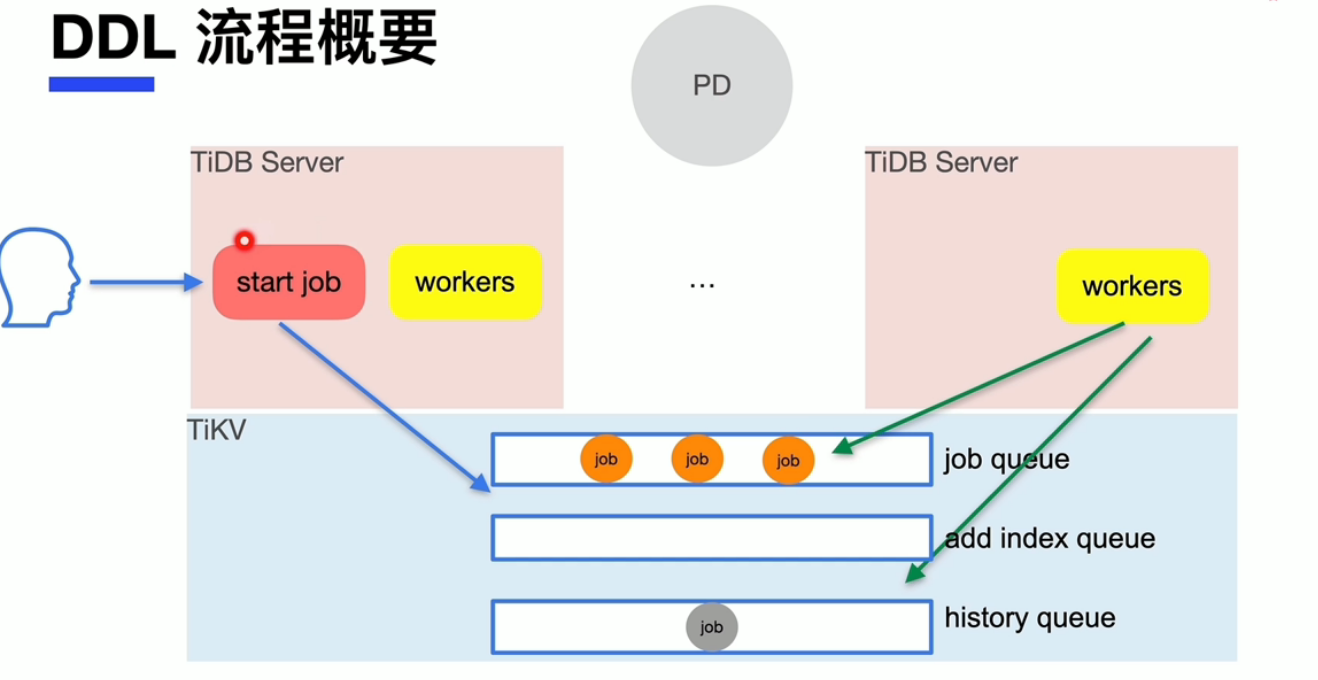 DDL 流程概要
PD
TiDB Server
TiDB Server
start job
workers
...
workers
TiKV
job
job
job
job queue
add index queue
job
history queue